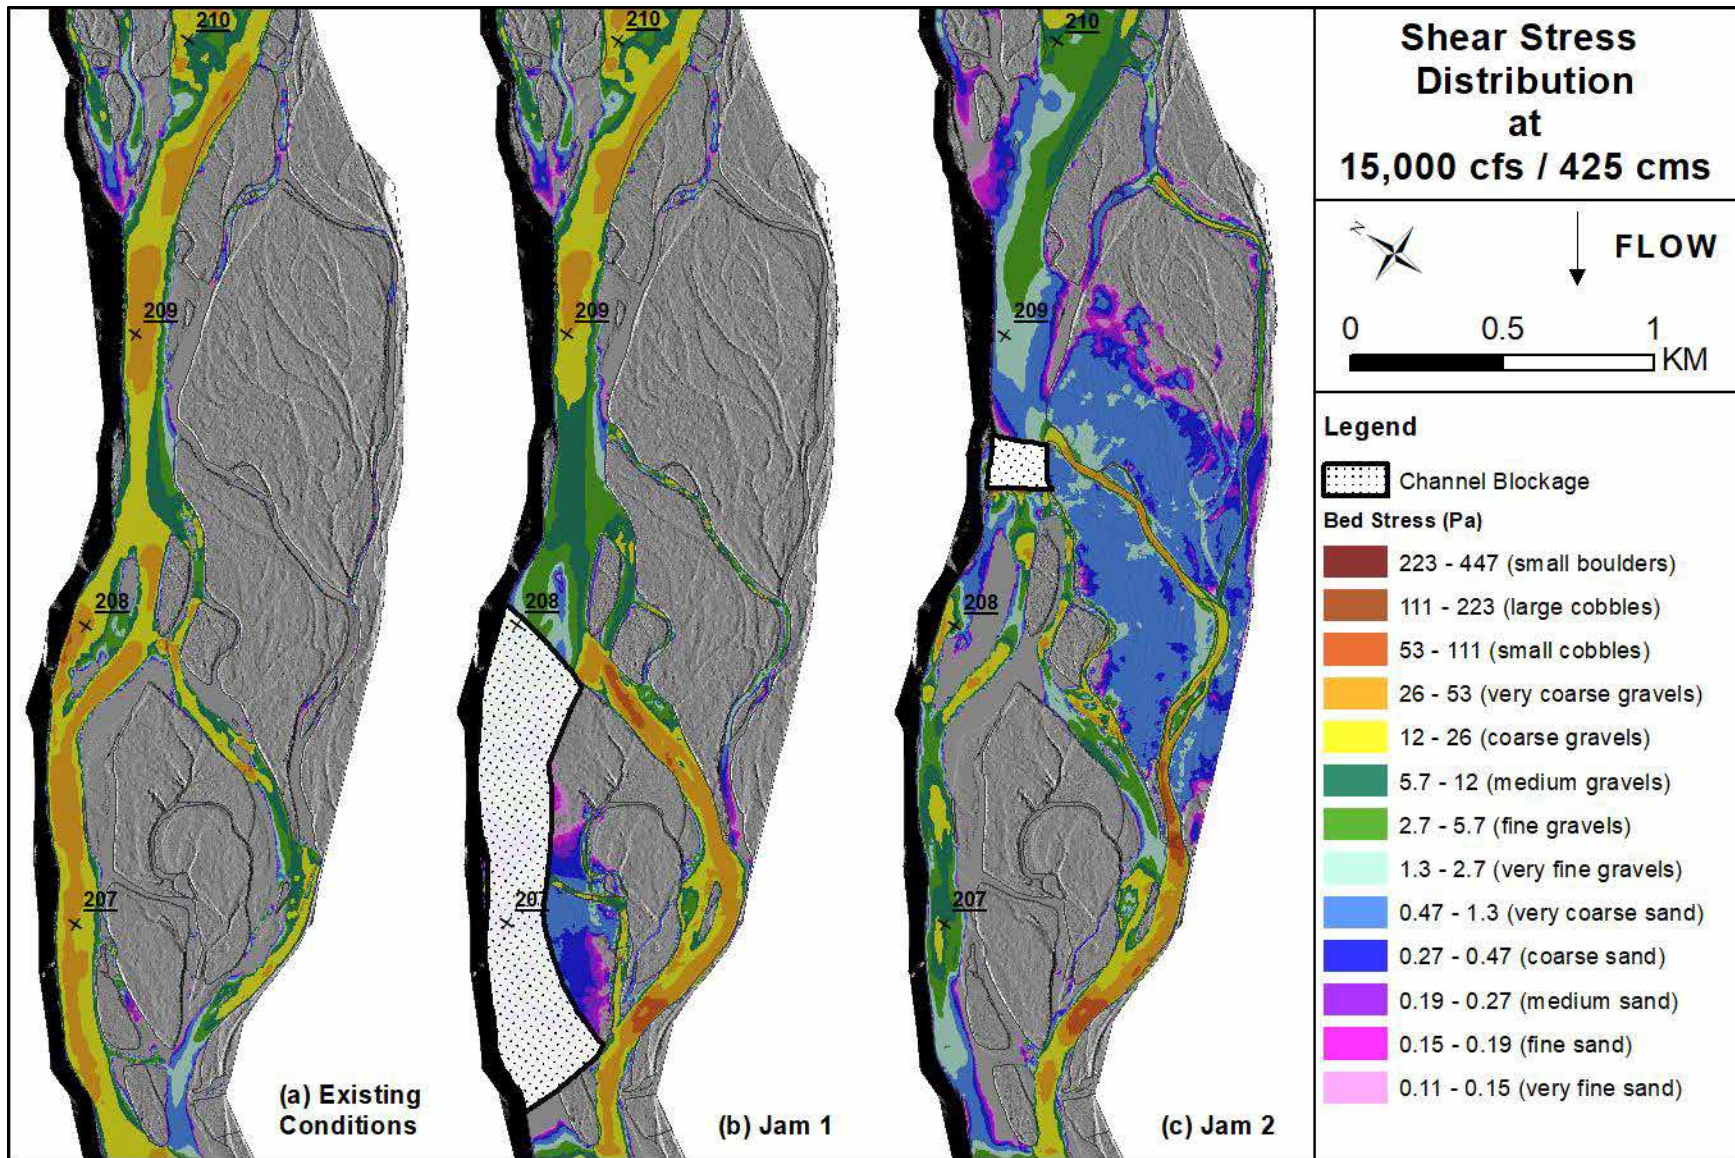 210
209
208
207
(a) Existing
Conditions
210
209
208
207
(b) Jam 1
210
209
208
207
(c) Jam 2
Shear Stress
Distribution
at
15,000 cfs / 425 cms
N
FLOW
0 0.5 1
KM
Legend
Channel Blockage
Bed Stress (Pa)
223 - 447 (small boulders)
111 - 223 (large cobbles)
53 - 111 (small cobbles)
26 - 53 (very coarse gravels)
12 - 26 (coarse gravels)
5.7 - 12 (medium gravels)
2.7 - 5.7 (fine gravels)
1.3 - 2.7 (very fine gravels)
0.47 - 1.3 (very coarse sand)
0.27 - 0.47 (coarse sand)
0.19 - 0.27 (medium sand)
0.15 - 0.19 (fine sand)
0.11 - 0.15 (very fine sand)